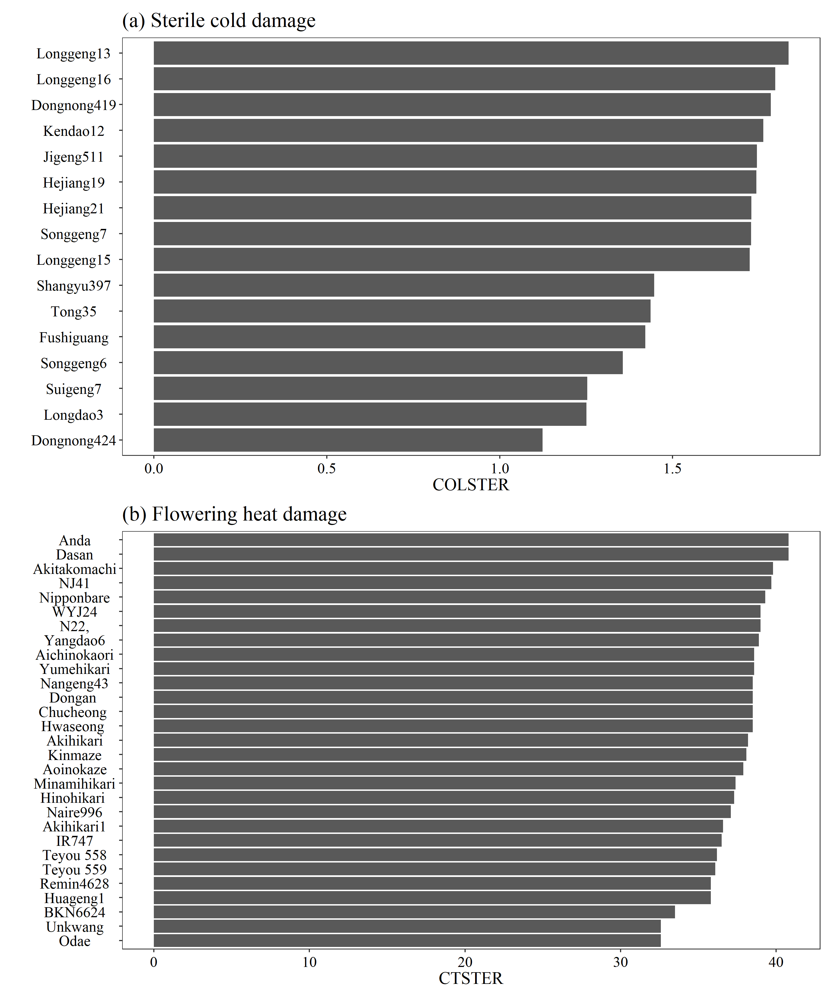 (a) Sterile cold damage
Longgeng13
Longgeng16
Dongnong419
Kendao12
Jigeng511
Hejiang19
Hejiang21
Songgeng7
Longgeng15
Shangyu397
Tong35
Fushiguang
Songgeng6
Suigeng7
Longdao3
Dongnong424
0.0 0.5 1.0 1.5
COLSTER
(b) Flowering heat damage
Anda
Dasan
Akitakomachi
NJ41
Nipponbare
WYJ24
N22,
Yangdao6
Aichinokaori
Yumehikari
Nangeng43
Dongan
Chucheong
Hwaseong
Akihikari
Kinmaze
Aoinokaze
Minamihikari
Hinohikari
Naire996
Akihikari1
IR747
Teyou 558
Teyou 559
Remin4628
Huageng1
BKN6624
Unkwang
Odae
0 10 20 30 40
CTSTER